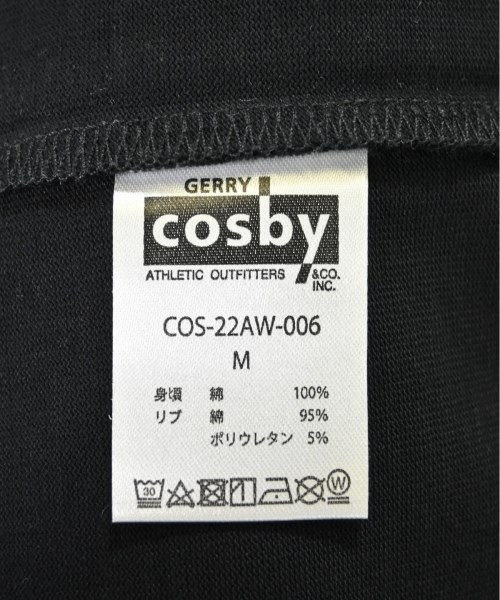 GERRY
cosby
ATHLETIC OUTFITTERS &CO. INC.
COS-22AW-006
M
身頃 綿 100%
リブ 綿 95%
ポリウレタン 5%
30 W